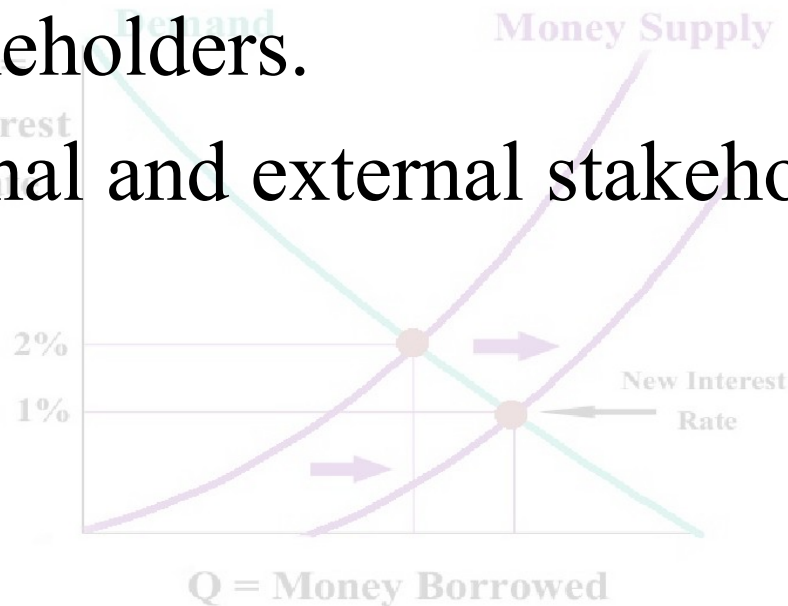 Demand
Money Supply
eholders.
rest
nal and external stakeho
2%
New Interest
1%
Rate
Q = Money Borrowed